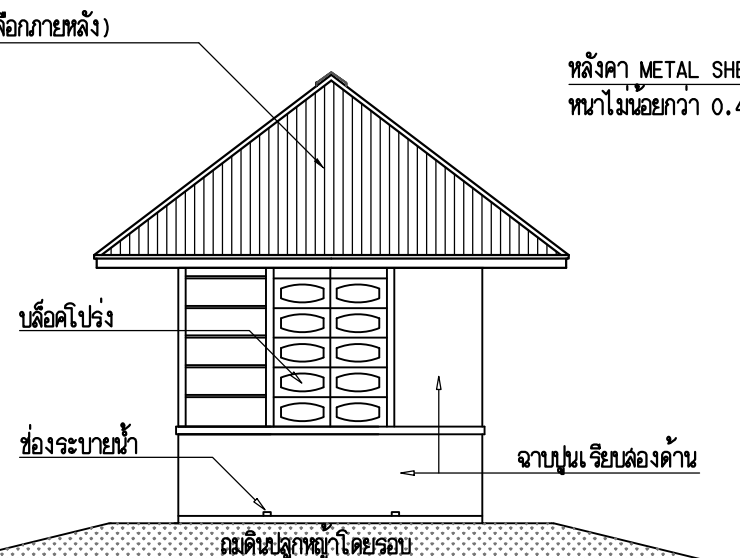 ลือกภายหลัง)
หลังคา METAL SHE
หนาไม่น้อยกว่า 0.4
บล็อคโปร่ง
ช่องระบายน้ำ
ฉาบปูนเรียบสองด้าน
ถมดินปลูกหญ้าโดยรอบ